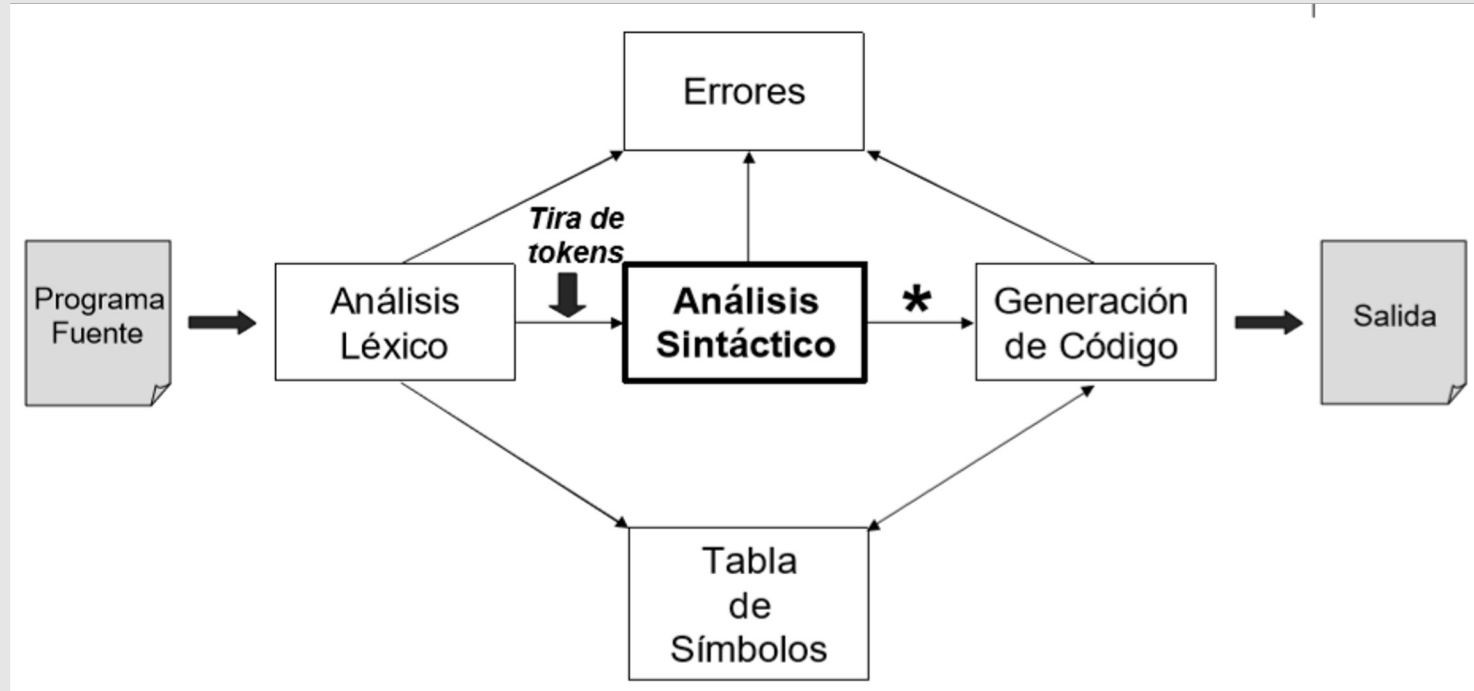 Errores
Tira de
tokens
Programa
Fuente
Análisis
Léxico
Análisis
Sintáctico
*
Generación
de Código
Salida
Tabla
de
Símbolos